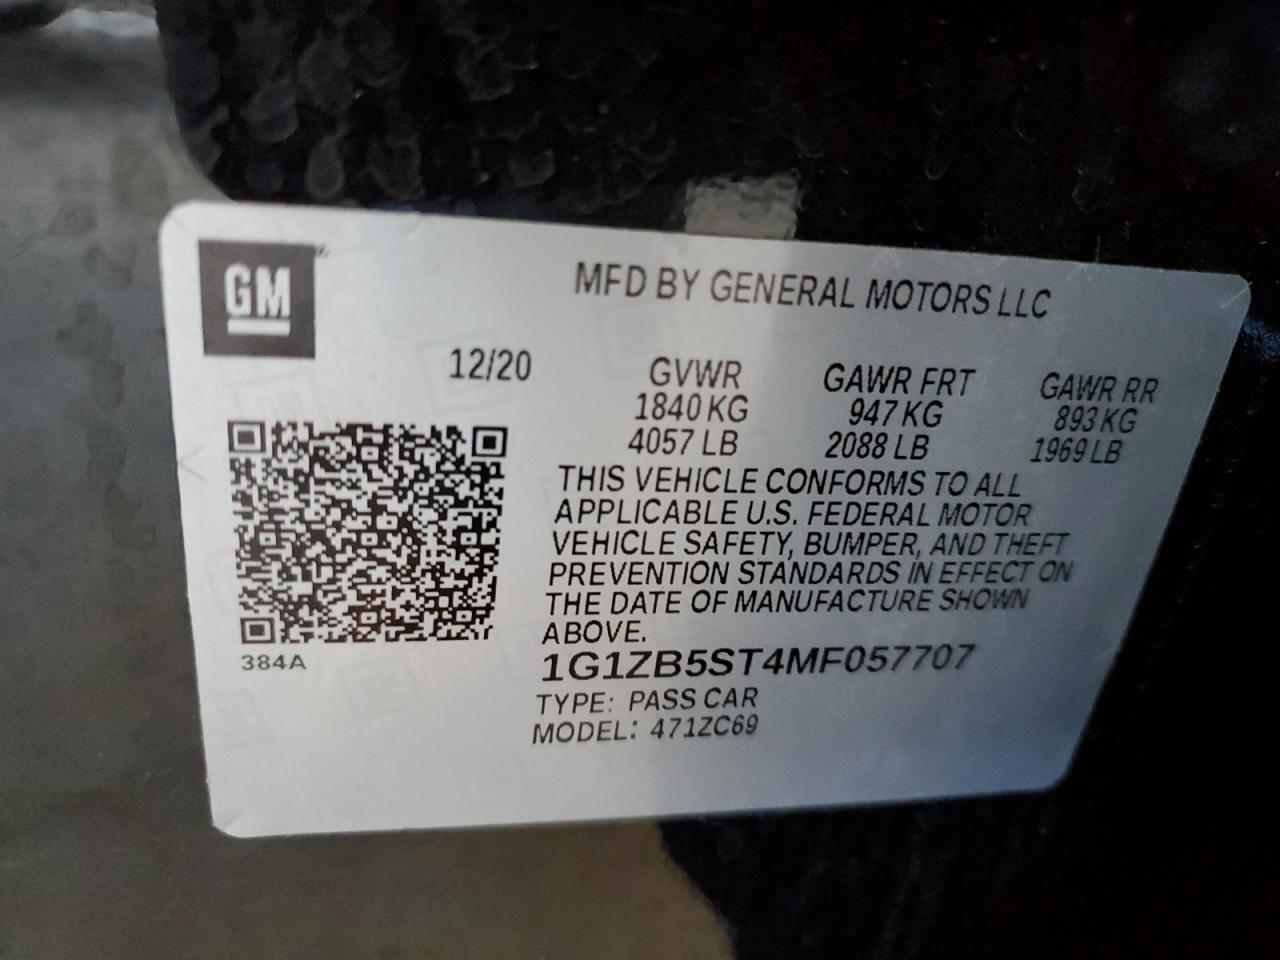 GM
MFD BY GENERAL MOTORS LLC
12/20
GVWR GAWR FRT GAWR RR
1840 KG 947 KG 893 KG
4057 LB 2088 LB 1969 LB
THIS VEHICLE CONFORMS TO ALL
APPLICABLE U.S. FEDERAL MOTOR
VEHICLE SAFETY, BUMPER, AND THEFT
PREVENTION STANDARDS IN EFFECT ON
THE DATE OF MANUFACTURE SHOWN
ABOVE.
384A
1G1ZB5ST4MF057707
TYPE: PASS CAR
MODEL: 471ZC69